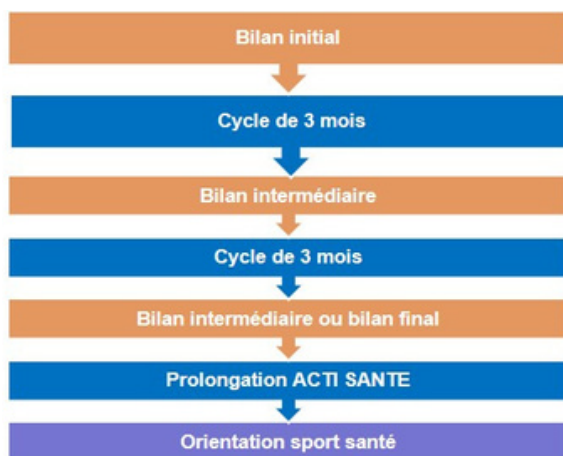 Bilan initial
Cycle de 3 mois
Bilan intermédiaire
Cycle de 3 mois
Bilan intermédiaire ou bilan final
Prolongation ACTI SANTE
Orientation sport santé